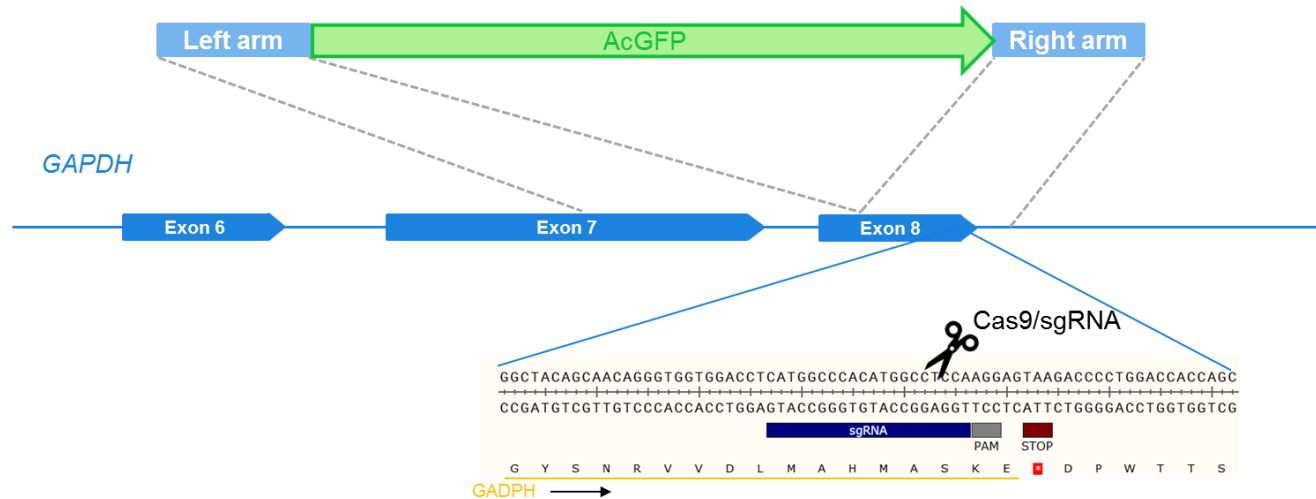 Left arm AcGFP Right arm
GAPDH
Exon 6 Exon 7 Exon 8
Cas9/sgRNA
GGCTACAGCAACAGGGTGGTGGACCTCATGGCCCACATGGCCTCCAAGGAGTAAGACCCCTGGACCACCAGC
CCGATGTCGTTGTCCCACCACCTGGAGTACCGGGTGTACCGGAGGTTCCTCATTCTGGGGACCTGGTGGTCG
sgRNA
PAM STOP
G Y S N R V V D L M A H M A S K E * D P W T T S
GADPH